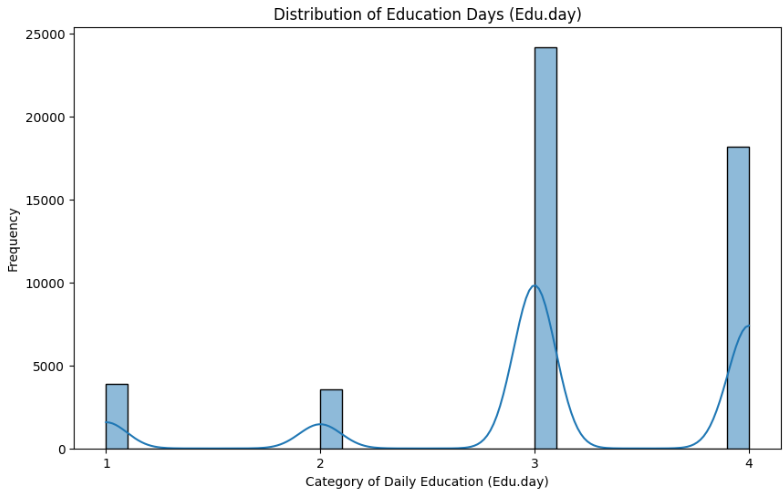 Distribution of Education Days (Edu.day)
25000
20000
15000
10000
5000
0
Frequency
1 2 3 4
Category of Daily Education (Edu.day)